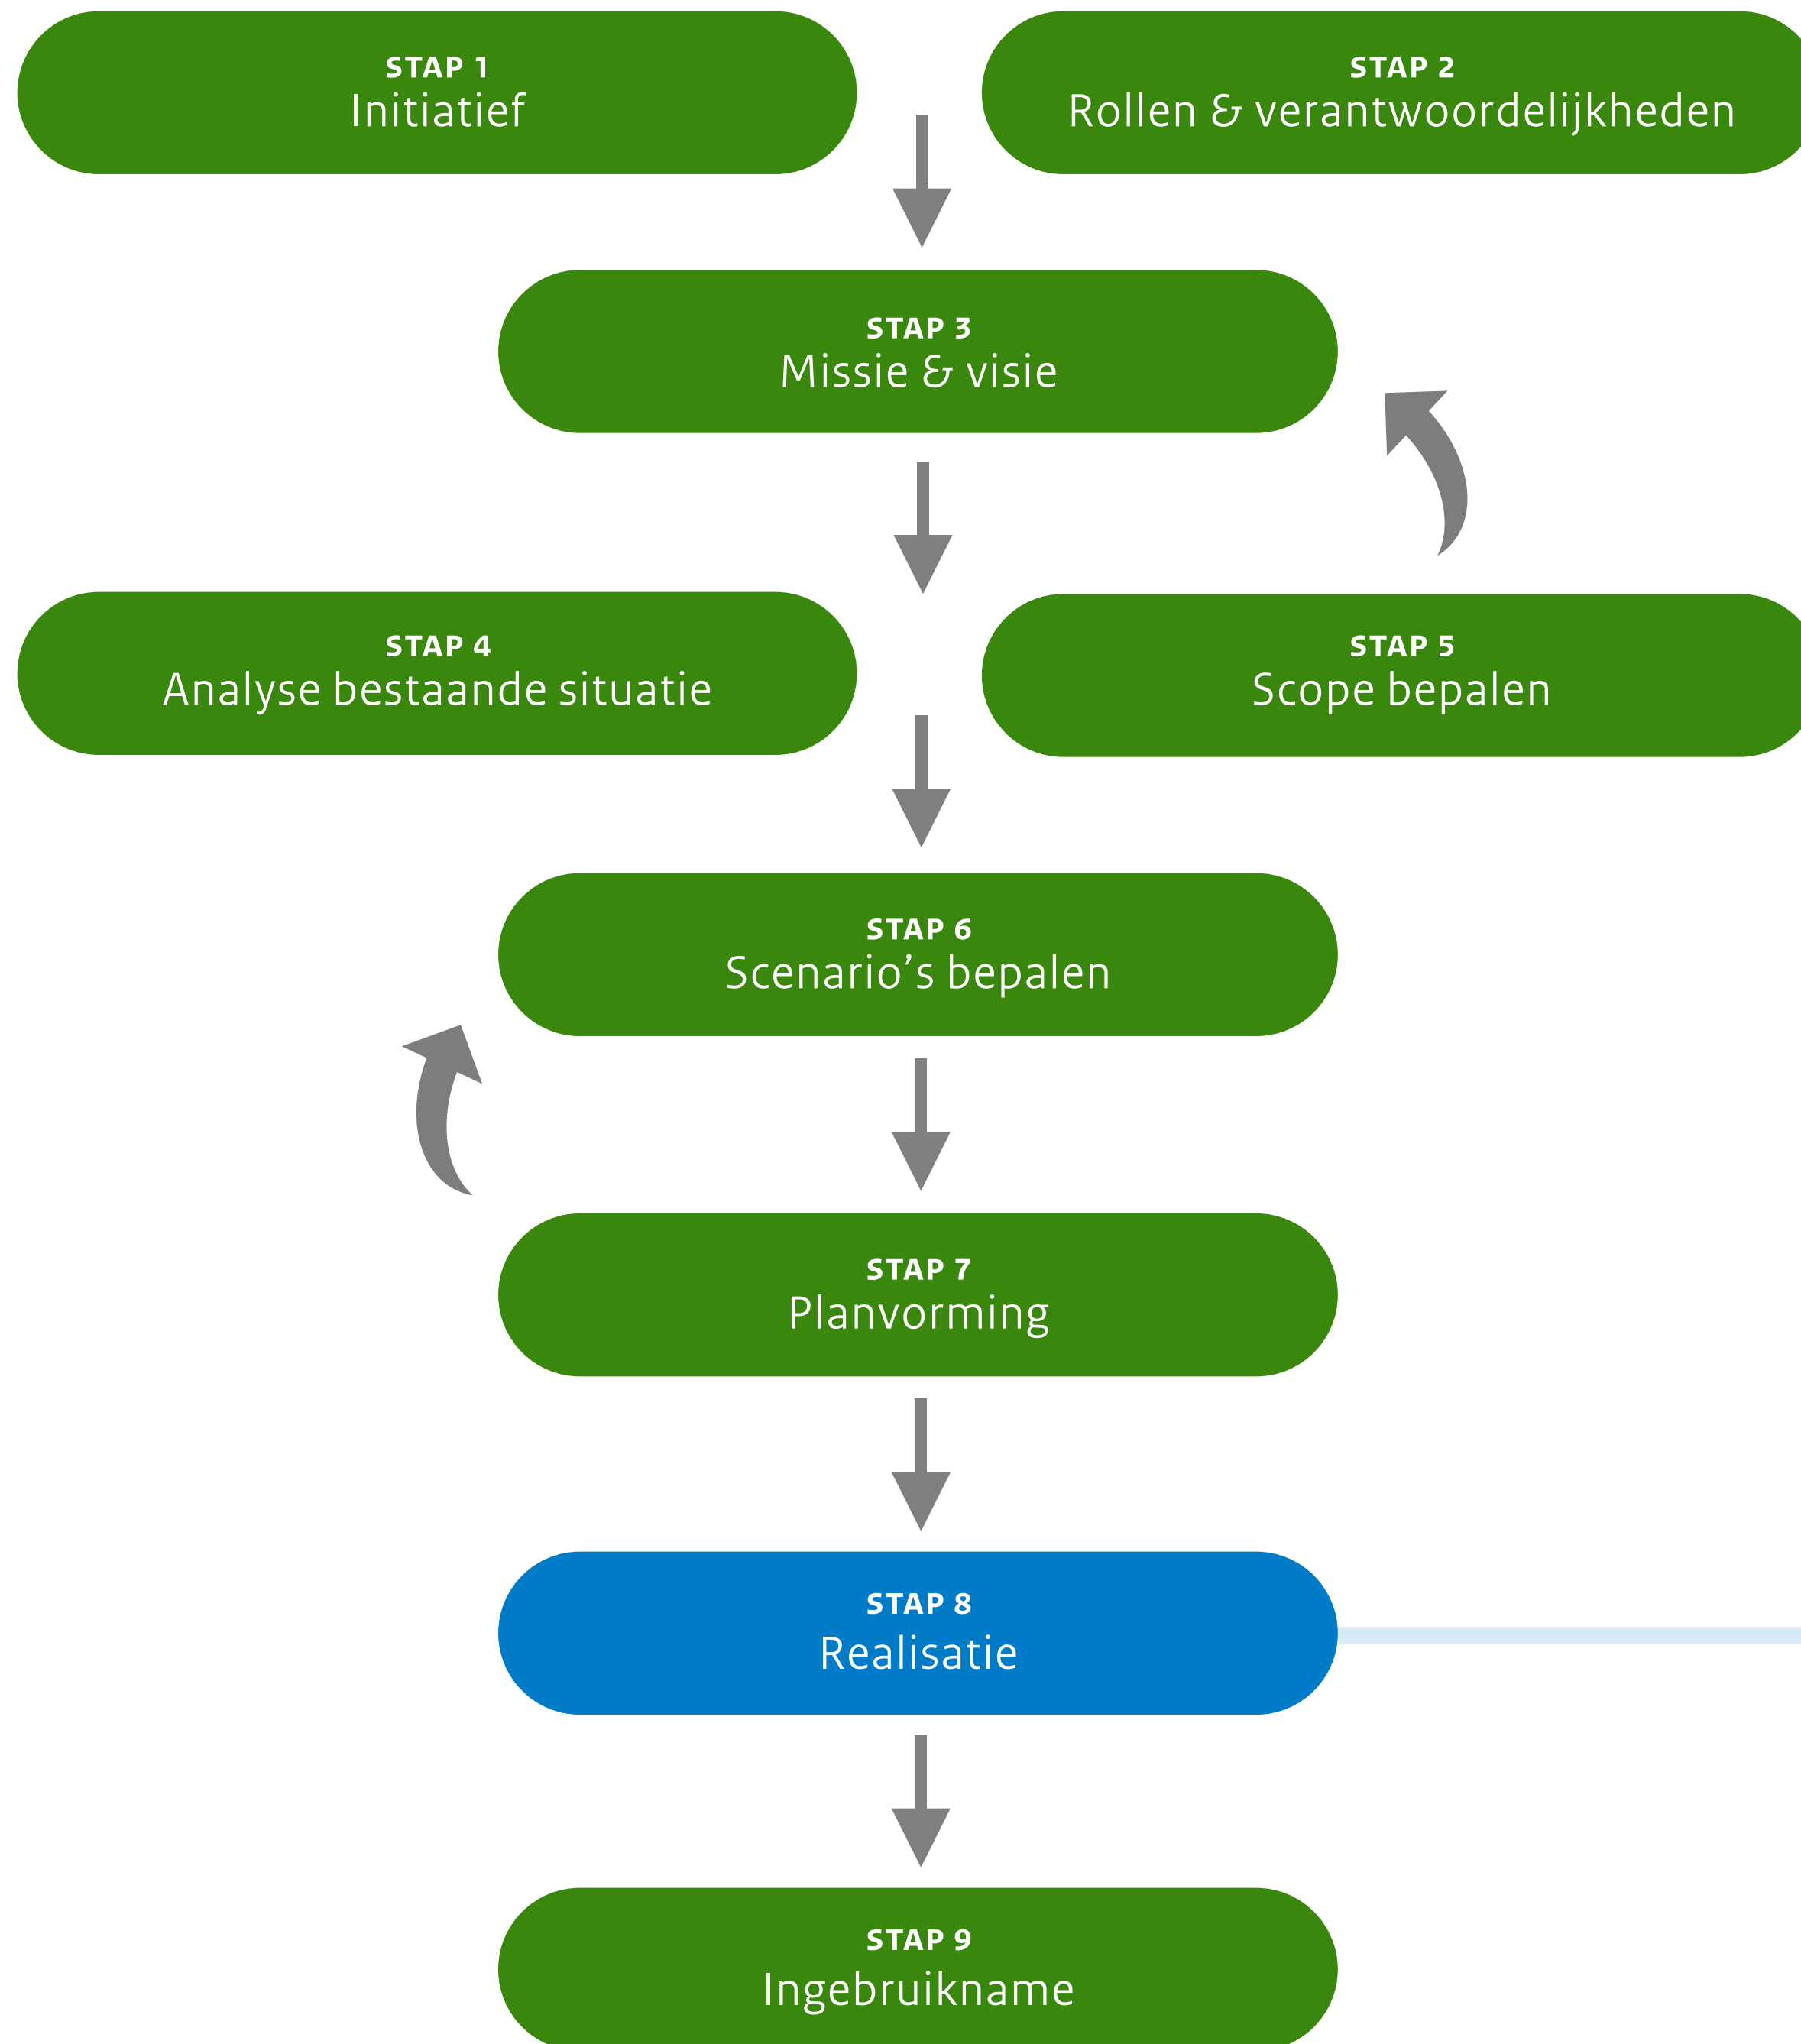 STAP 1
Initiatief
STAP 2
Rollen & verantwoordelijkheden
STAP 3
Missie & visie
STAP 4
Analyse bestaande situatie
STAP 5
Scope bepalen
STAP 6
Scenario’s bepalen
STAP 7
Planvorming
STAP 8
Realisatie
STAP 9
Ingebruikname